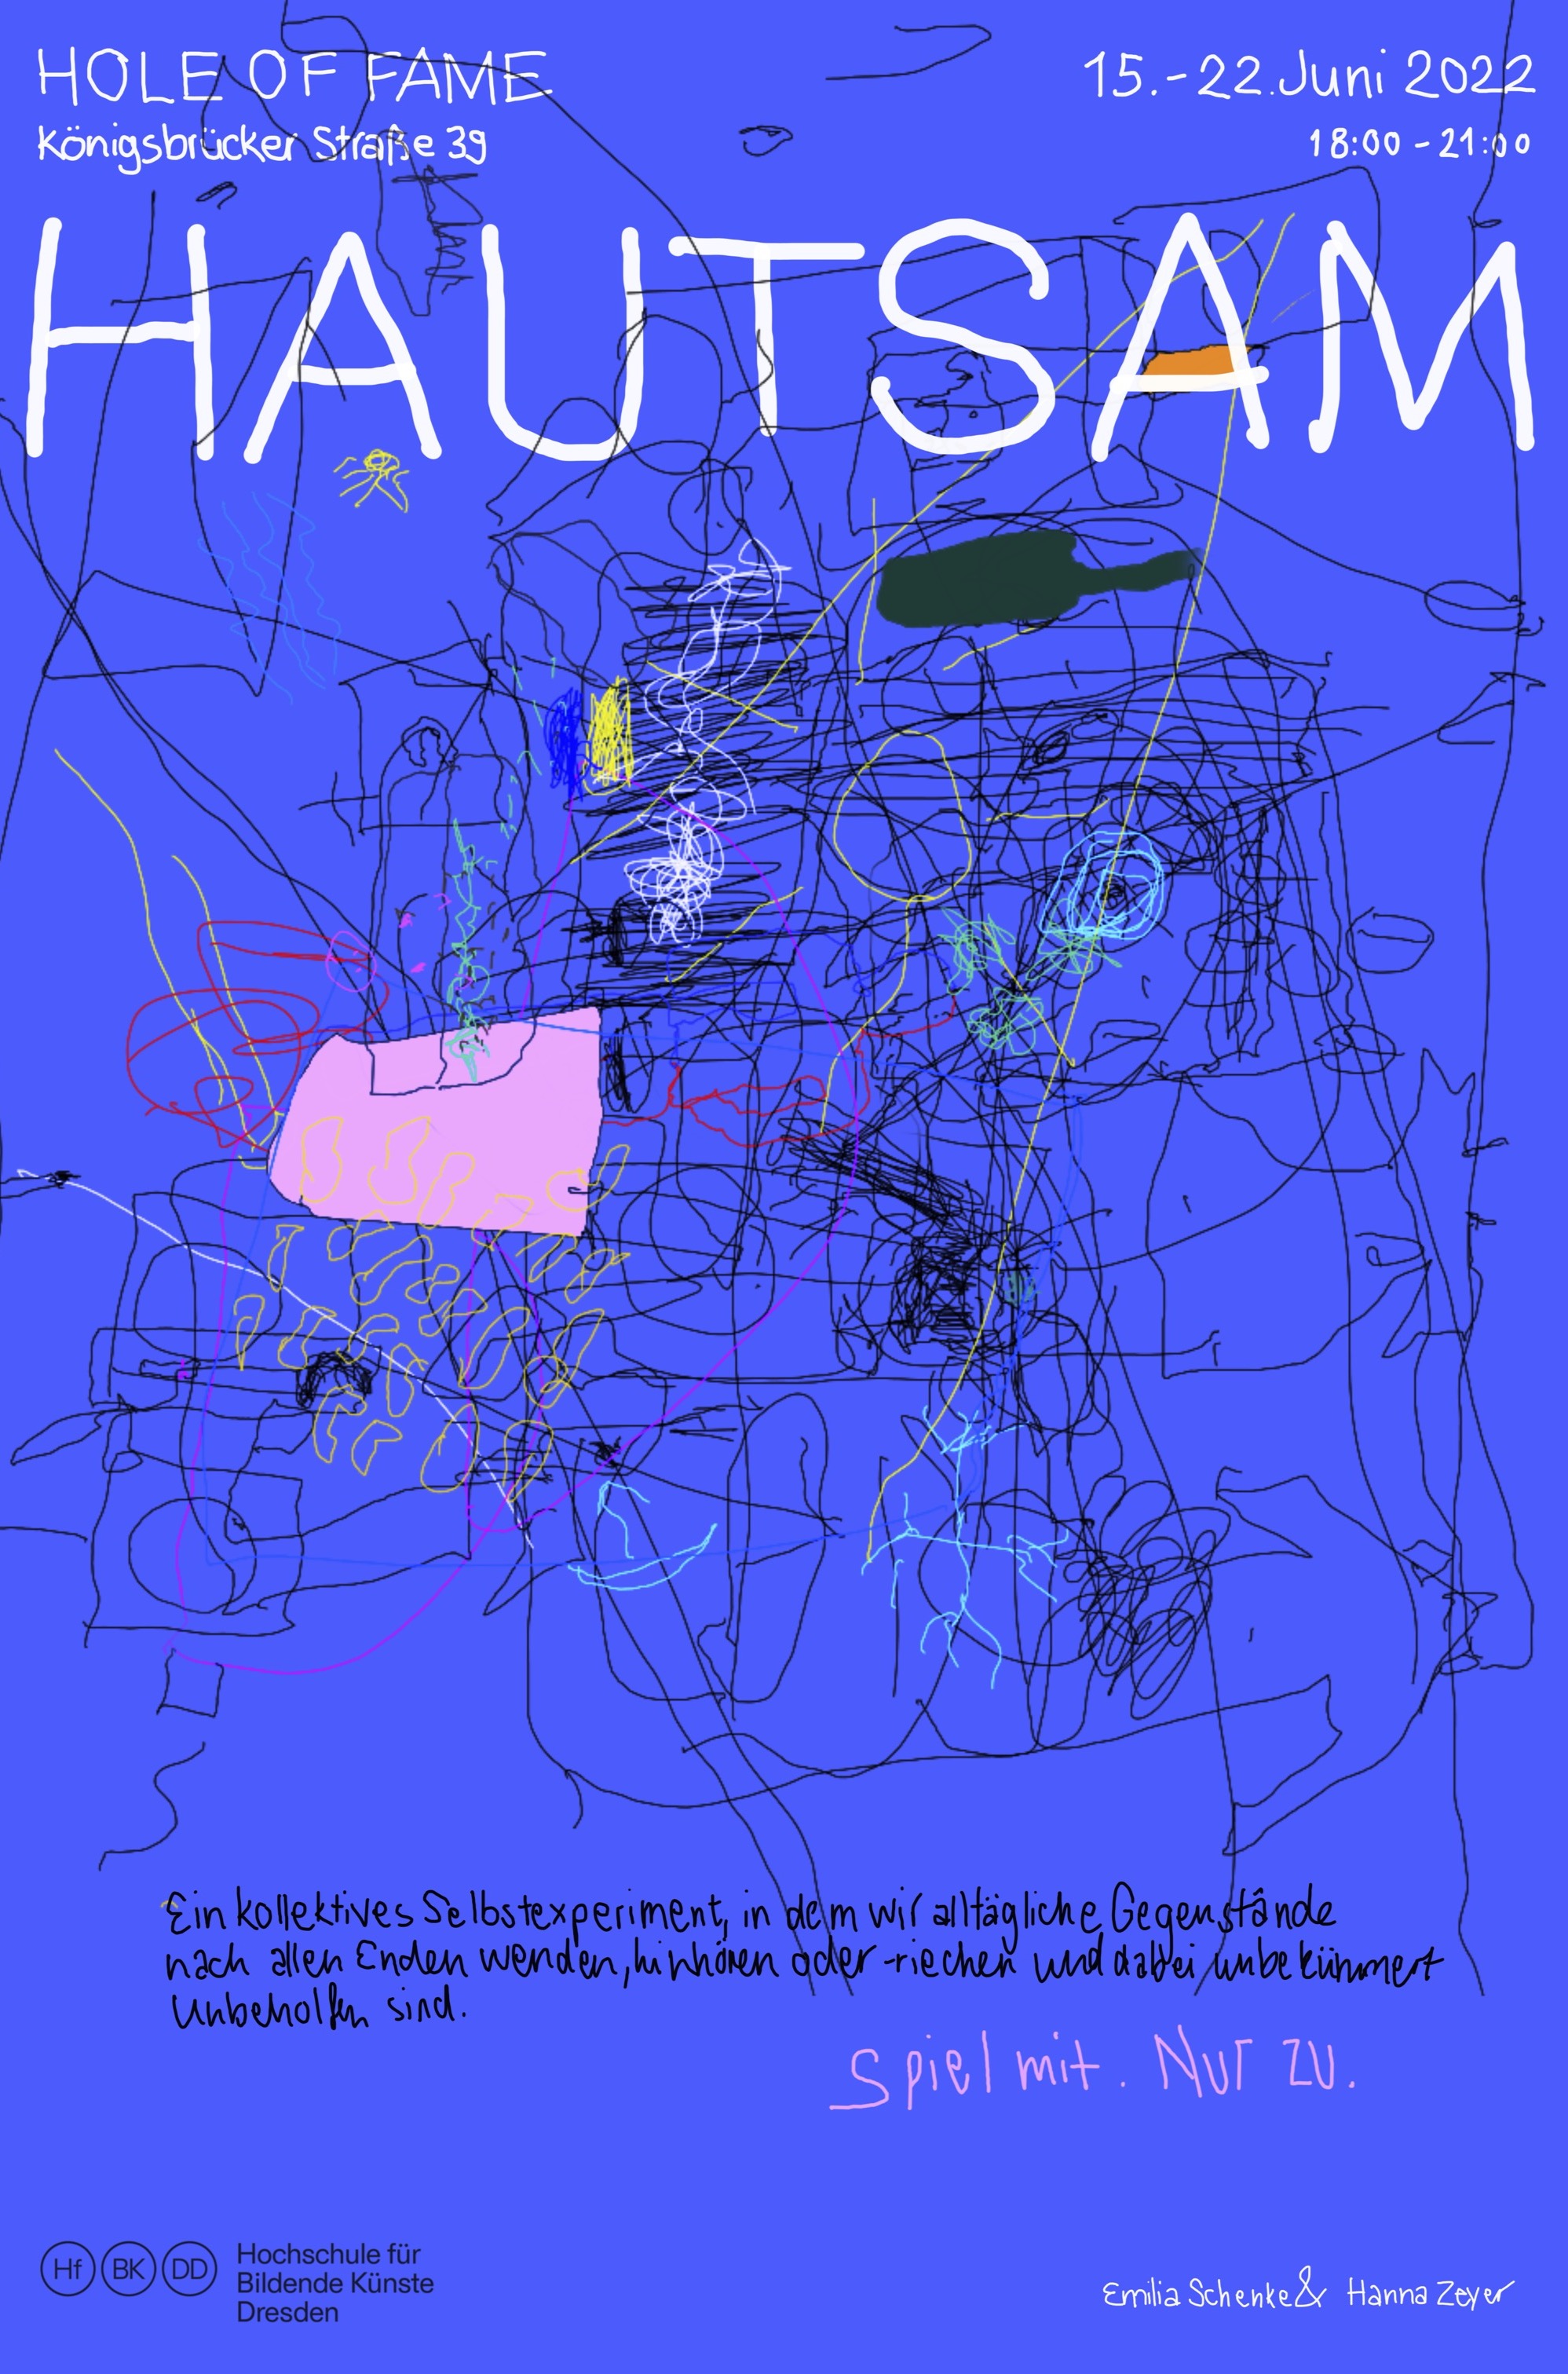 HOLE OF FAME
Königsbrücker Straße 39
15.-22.Juni 2022
18:00-21:00
HAUTSAM
Ein kollektives Selbstexperiment, in dem wir alltägliche Gegenstände
nach allen Enden wenden, hinhören oder -riechen und dabei unbekümmert
unbeholfen sind.
Spiel mit. Nur zu.
Hf BK DD
Hochschule für
Bildende Künste
Dresden
Emilia Schenke & Hanna Zeyer